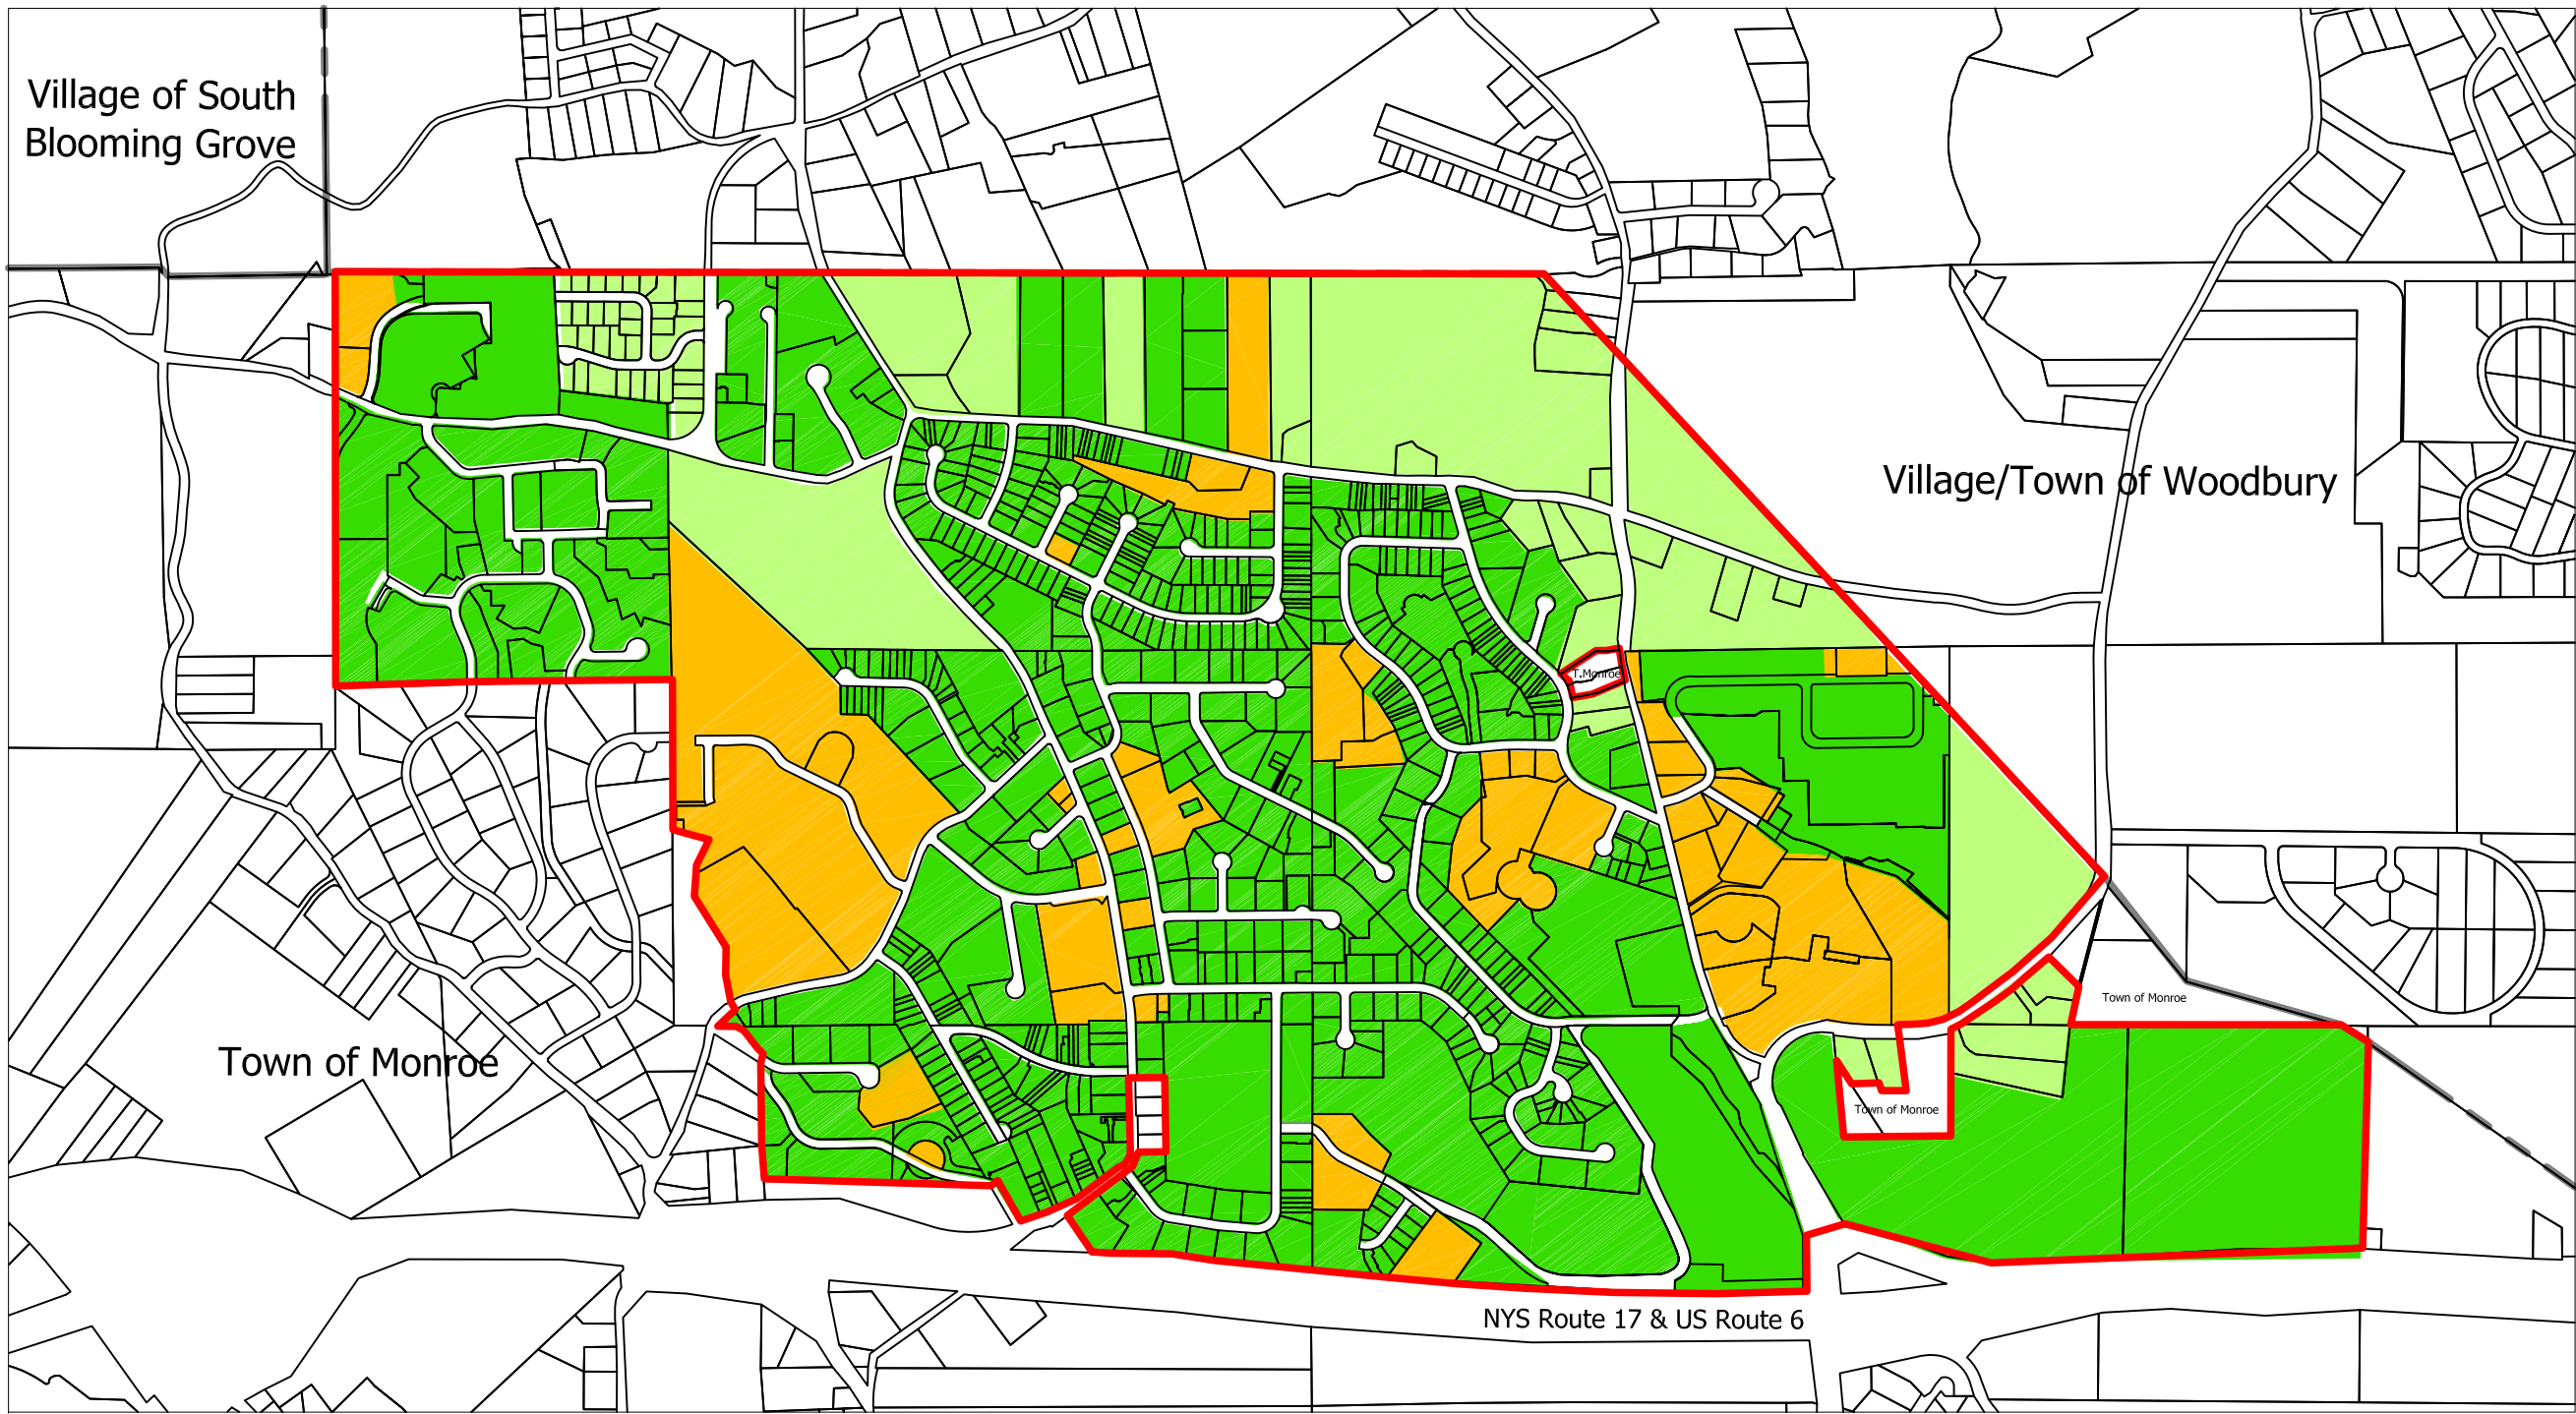 Village of South
Blooming Grove
Village/Town of Woodbury
T.Monroe
Town of Monroe
Town of Monroe
Town of Monroe
NYS Route 17 & US Route 6